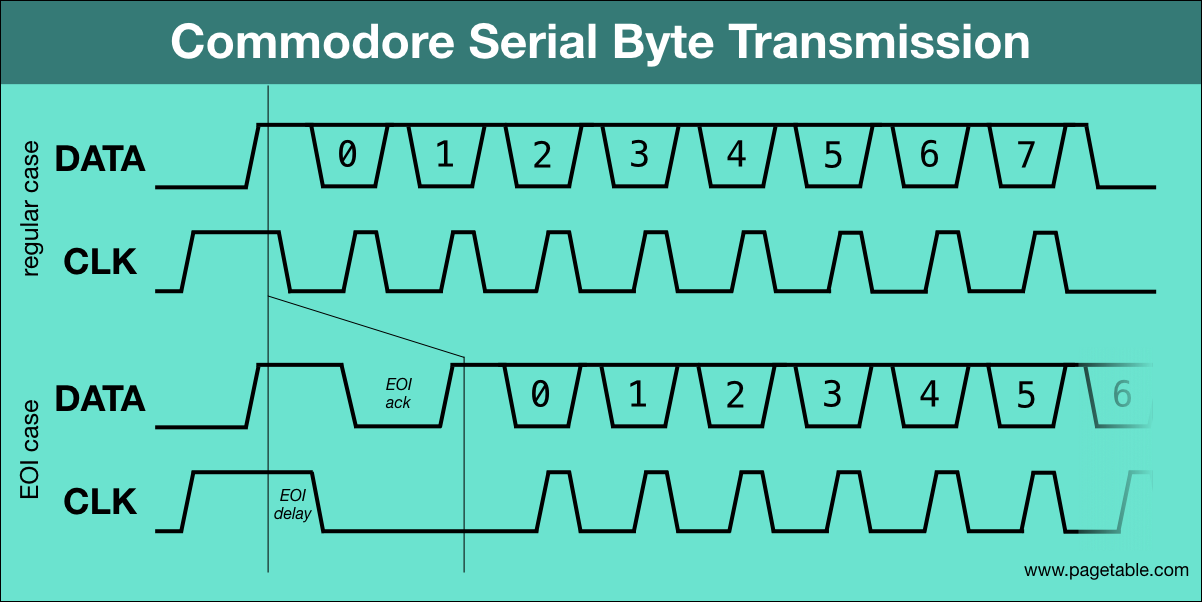 Commodore Serial Byte Transmission
regular case
DATA
0 1 2 3 4 5 6 7
CLK
EOI case
DATA
EOI
ack
0 1 2 3 4 5 6
CLK
EOI
delay
www.pagetable.com